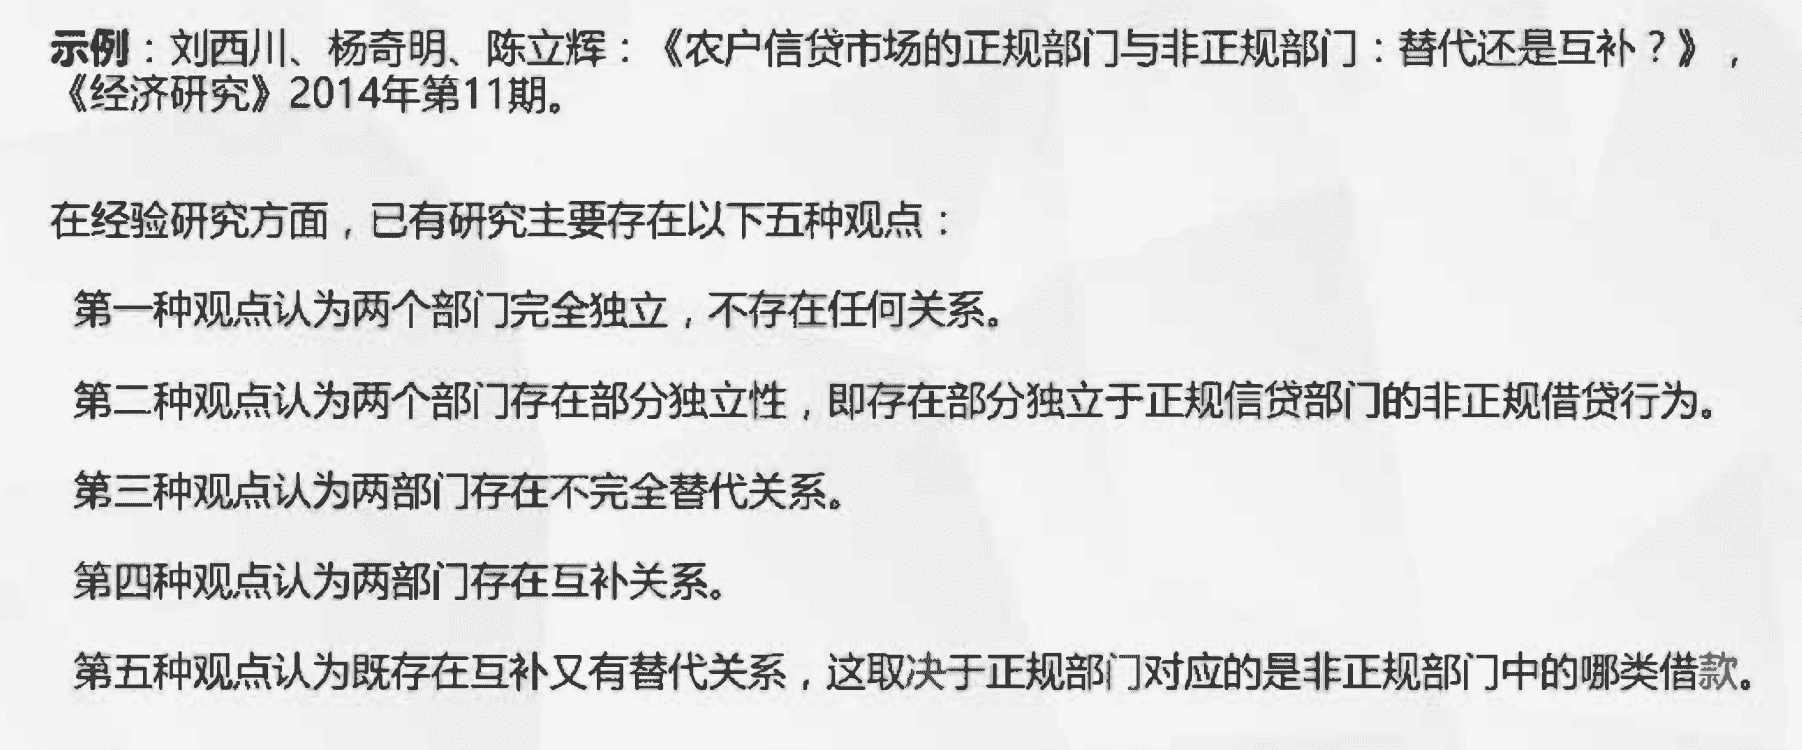 示例：刘西川、杨奇明、陈立辉：《农户信贷市场的正规部门与非正规部门：替代还是互补？》，
《经济研究》2014年第11期。
在经验研究方面，已有研究主要存在以下五种观点：
第一种观点认为两个部门完全独立，不存在任何关系。
第二种观点认为两个部门存在部分独立性，即存在部分独立于正规信贷部门的非正规借贷行为。
第三种观点认为两部门存在不完全替代关系。
第四种观点认为两部门存在互补关系。
第五种观点认为既存在互补又有替代关系，这取决于正规部门对应的是非正规部门中的哪类借款。